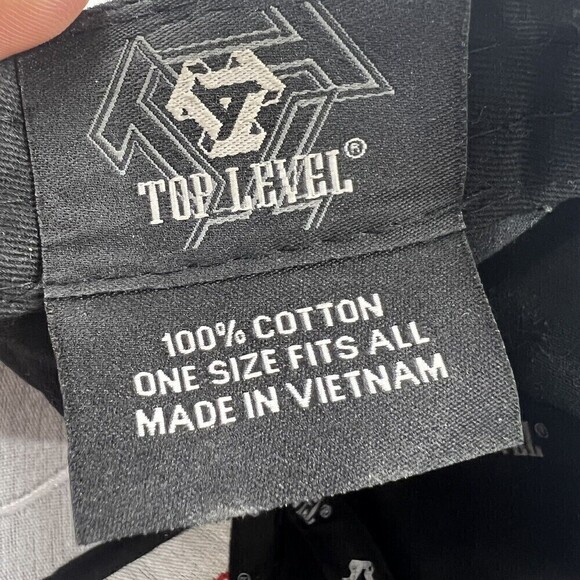 TOP LEVEL®
100% COTTON
ONE SIZE FITS ALL
MADE IN VIETNAM